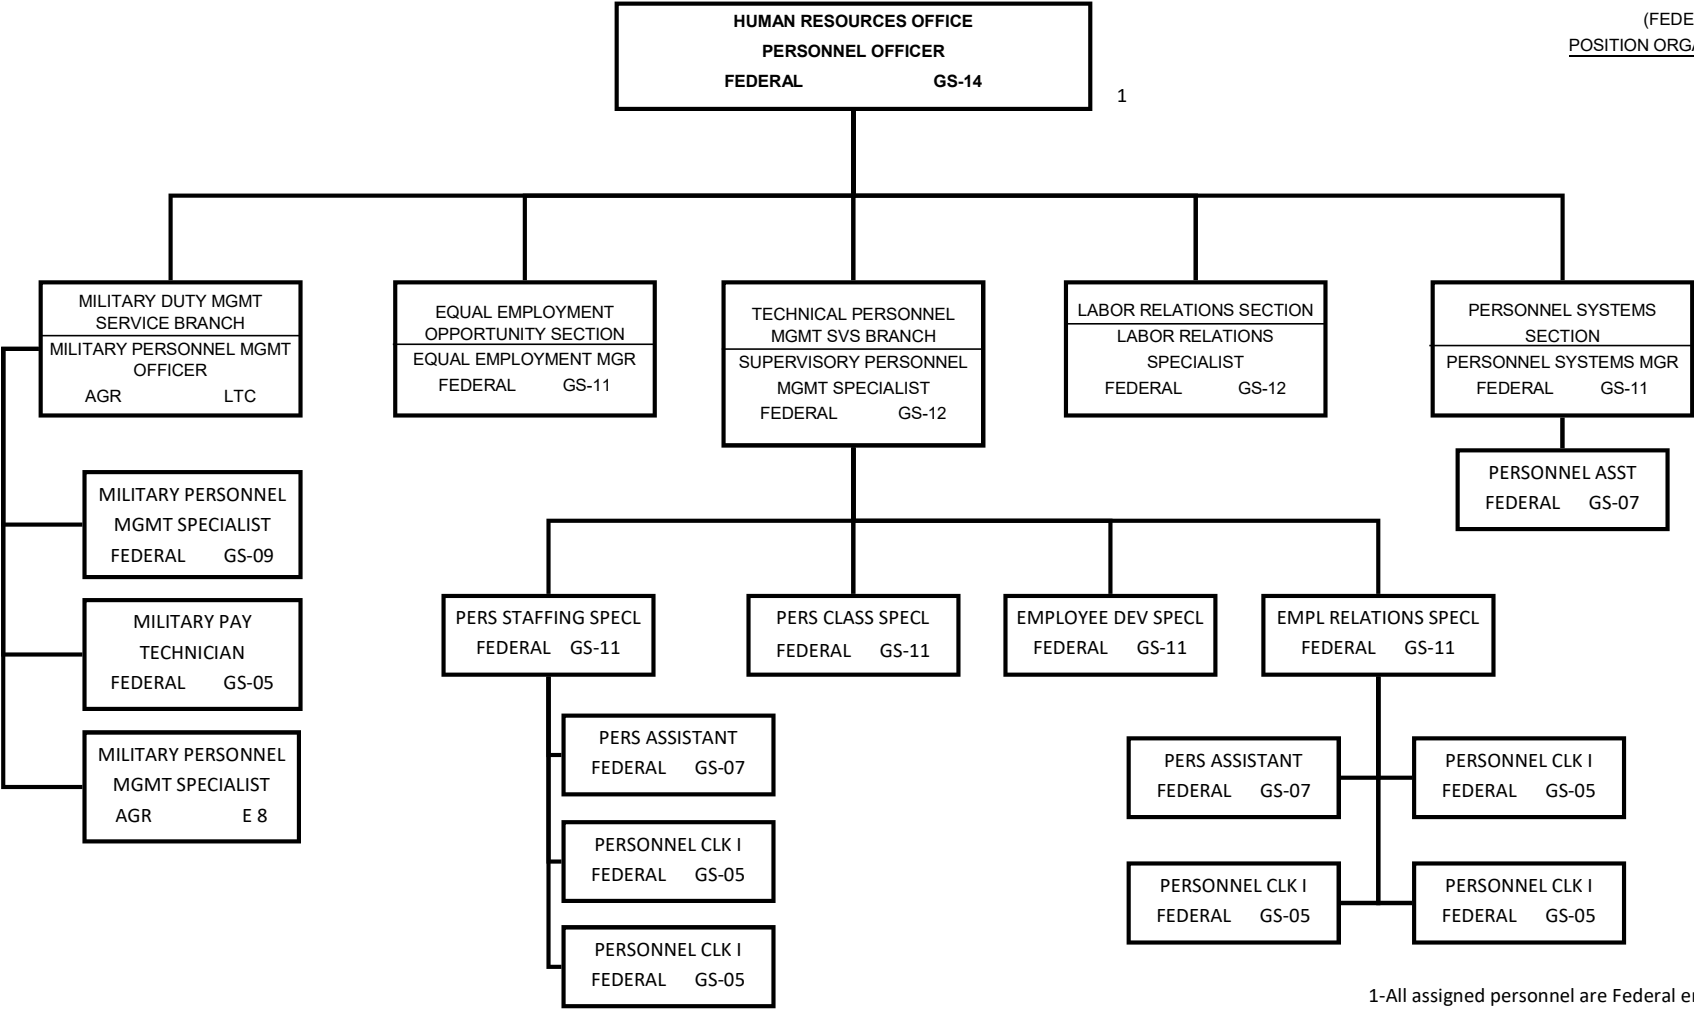 HUMAN RESOURCES OFFICE
PERSONNEL OFFICER
FEDERAL GS-14
1
(FEDE
POSITION ORGA
MILITARY DUTY MGMT
SERVICE BRANCH
MILITARY PERSONNEL MGMT
OFFICER
AGR LTC
EQUAL EMPLOYMENT
OPPORTUNITY SECTION
EQUAL EMPLOYMENT MGR
FEDERAL GS-11
TECHNICAL PERSONNEL
MGMT SVS BRANCH
SUPERVISORY PERSONNEL
MGMT SPECIALIST
FEDERAL GS-12
LABOR RELATIONS SECTION
LABOR RELATIONS
SPECIALIST
FEDERAL GS-12
PERSONNEL SYSTEMS
SECTION
PERSONNEL SYSTEMS MGR
FEDERAL GS-11
PERSONNEL ASST
FEDERAL GS-07
MILITARY PERSONNEL
MGMT SPECIALIST
FEDERAL GS-09
MILITARY PAY
TECHNICIAN
FEDERAL GS-05
MILITARY PERSONNEL
MGMT SPECIALIST
AGR E 8
PERS STAFFING SPECL
FEDERAL GS-11
PERS CLASS SPECL
FEDERAL GS-11
EMPLOYEE DEV SPECL
FEDERAL GS-11
EMPL RELATIONS SPECL
FEDERAL GS-11
PERS ASSISTANT
FEDERAL GS-07
PERSONNEL CLK I
FEDERAL GS-05
PERSONNEL CLK I
FEDERAL GS-05
PERS ASSISTANT
FEDERAL GS-07
PERSONNEL CLK I
FEDERAL GS-05
PERSONNEL CLK I
FEDERAL GS-05
PERSONNEL CLK I
FEDERAL GS-05
1-All assigned personnel are Federal